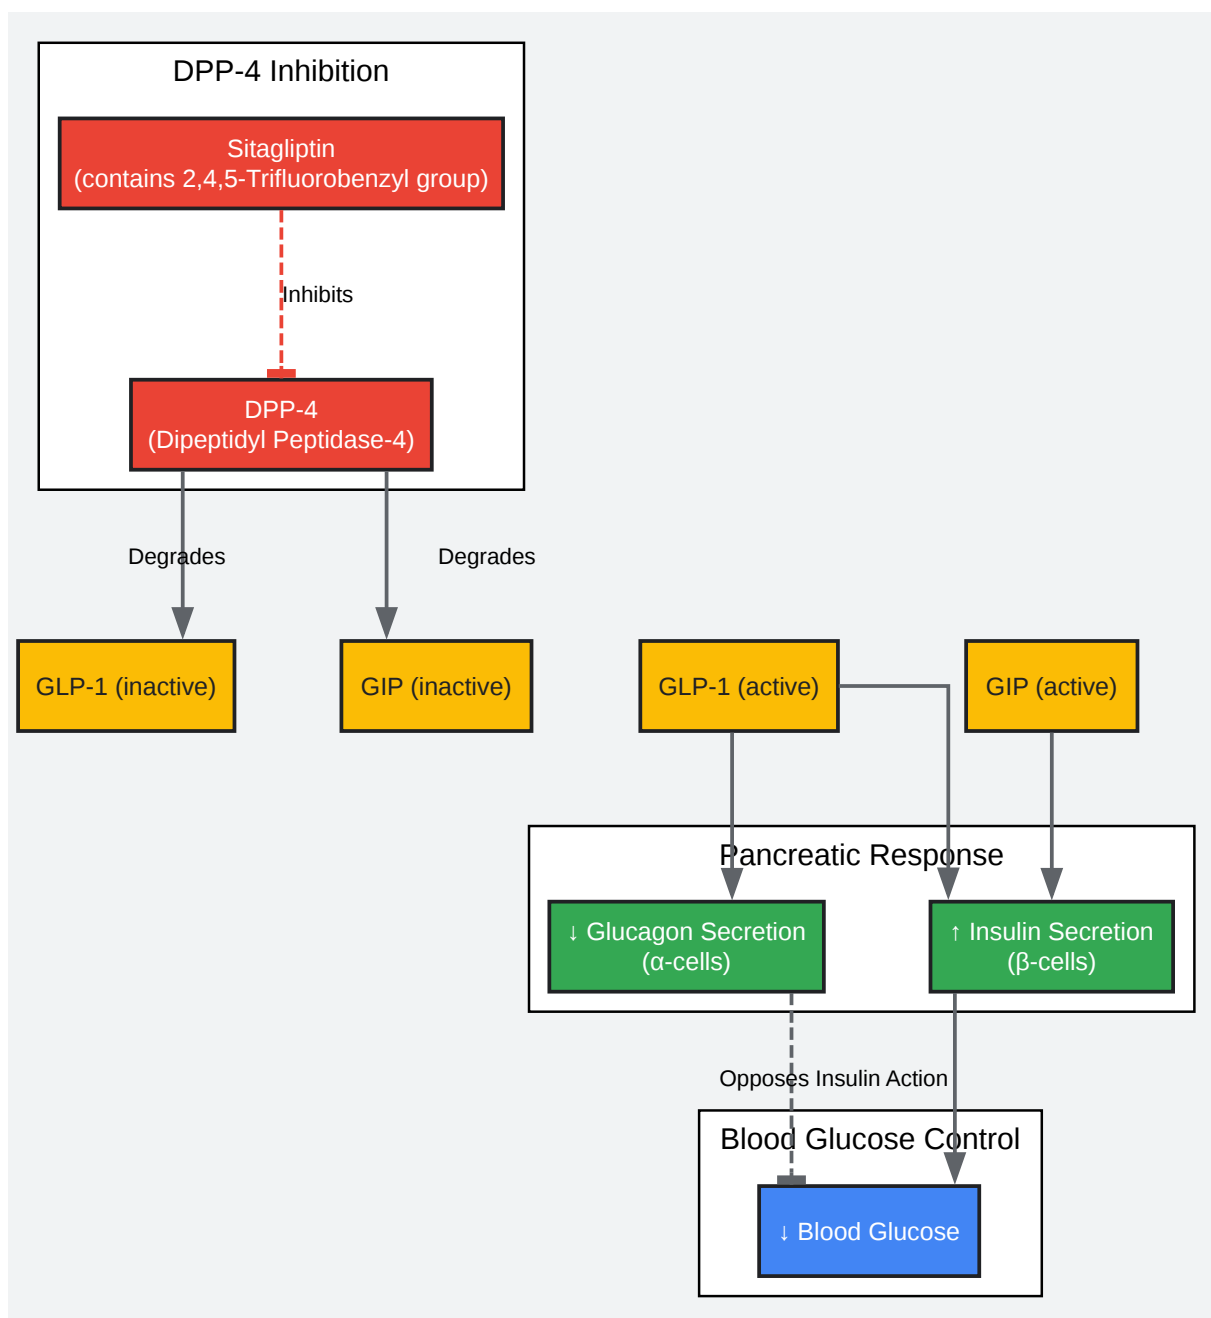 DPP-4 Inhibition
Sitagliptin
(contains 2,4,5-Trifluorobenzyl group)
Inhibits
DPP-4
(Dipeptidyl Peptidase-4)
Degrades
Degrades
GLP-1 (inactive)
GIP (inactive)
GLP-1 (active)
GIP (active)
Pancreatic Response
↓ Glucagon Secretion
(α-cells)
↑ Insulin Secretion
(β-cells)
Opposes Insulin Action
Blood Glucose Control
↓ Blood Glucose